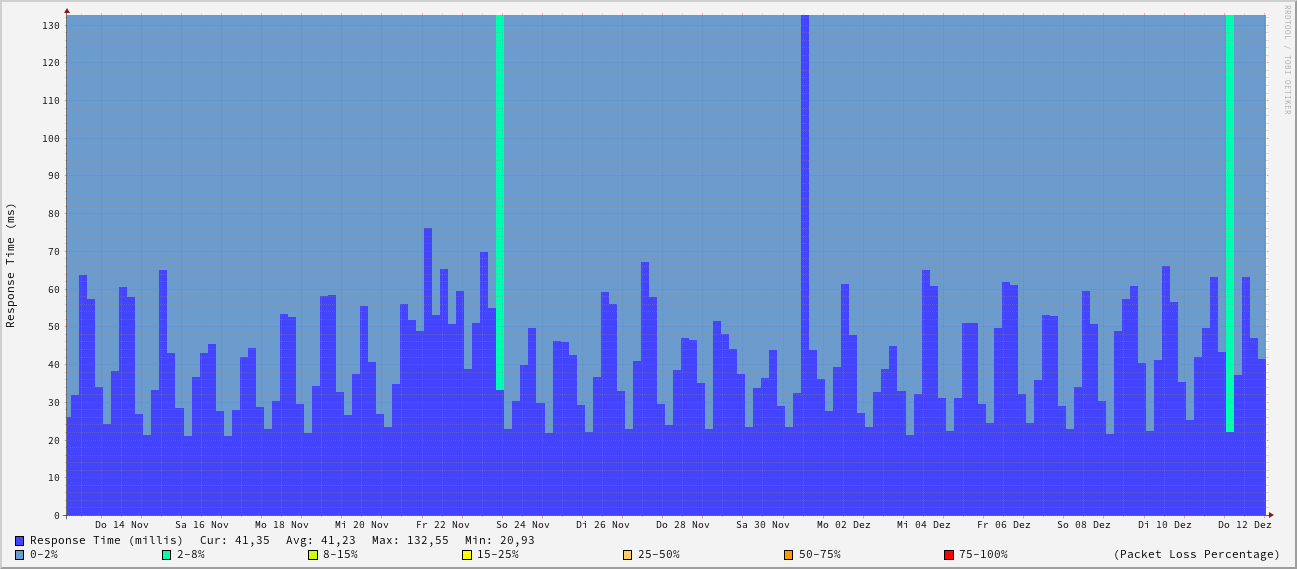 RRDTOOL / TOBI OETIKER
Response Time (ms)
130
120
110
100
90
80
70
60
50
40
30
20
10
0
Do 14 Nov Sa 16 Nov Mo 18 Nov Mi 20 Nov Fr 22 Nov So 24 Nov Di 26 Nov Do 28 Nov Sa 30 Nov Mo 02 Dez Mi 04 Dez Fr 06 Dez So 08 Dez Di 10 Dez Do 12 Dez
Response Time (millis) Cur: 41,35 Avg: 41,23 Max: 132,55 Min: 20,93
0-2% 2-8% 8-15% 15-25% 25-50% 50-75% 75-100% (Packet Loss Percentage)